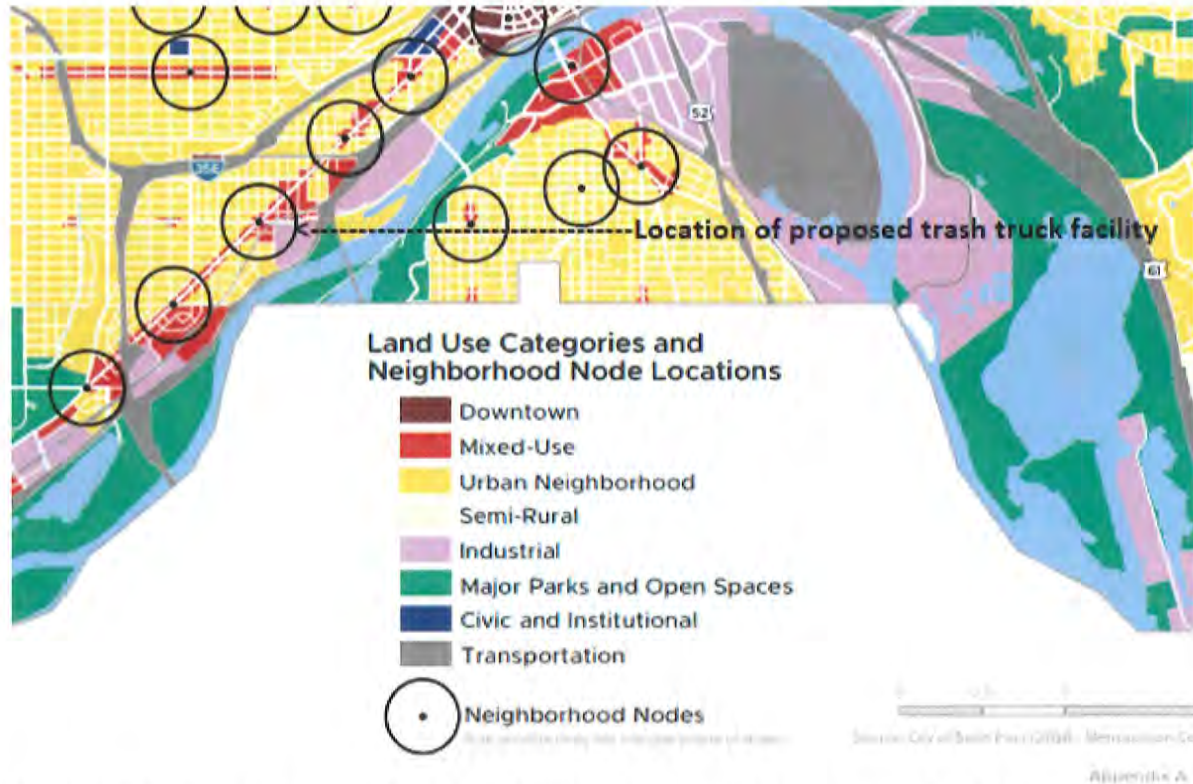 52
35E
Location of proposed trash truck facility
61
Land Use Categories and
Neighborhood Node Locations
Downtown
Mixed-Use
Urban Neighborhood
Semi-Rural
Industrial
Major Parks and Open Spaces
Civic and Institutional
Transportation
Neighborhood Nodes
Appendix A